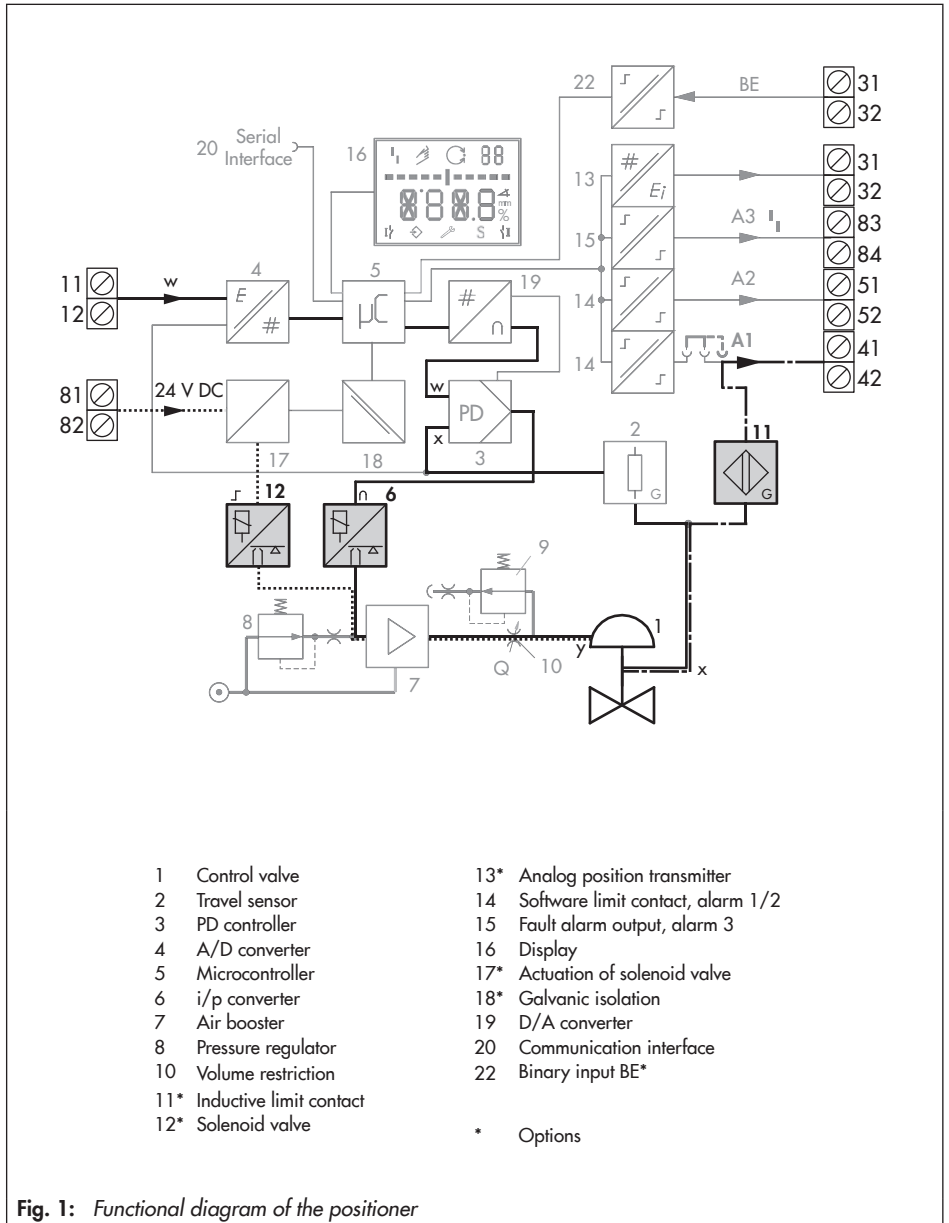 22
BE
31
32
20 Serial Interface
16
88
8.8.8.8
mm
%
S
13
#
Ei
31
32
15
A3
83
84
14
A2
51
52
14
A1
41
42
11
12
w
4
E
#
5
µC
19
#
n
81
82
24 V DC
17
18
w
PD
x
3
2
G
11
G
12
n
6
8
9
7
Q
10
y
1
x
1 Control valve
2 Travel sensor
3 PD controller
4 A/D converter
5 Microcontroller
6 i/p converter
7 Air booster
8 Pressure regulator
10 Volume restriction
11* Inductive limit contact
12* Solenoid valve
13* Analog position transmitter
14 Software limit contact, alarm 1/2
15 Fault alarm output, alarm 3
16 Display
17* Actuation of solenoid valve
18* Galvanic isolation
19 D/A converter
20 Communication interface
22 Binary input BE*
* Options
Fig. 1: Functional diagram of the positioner